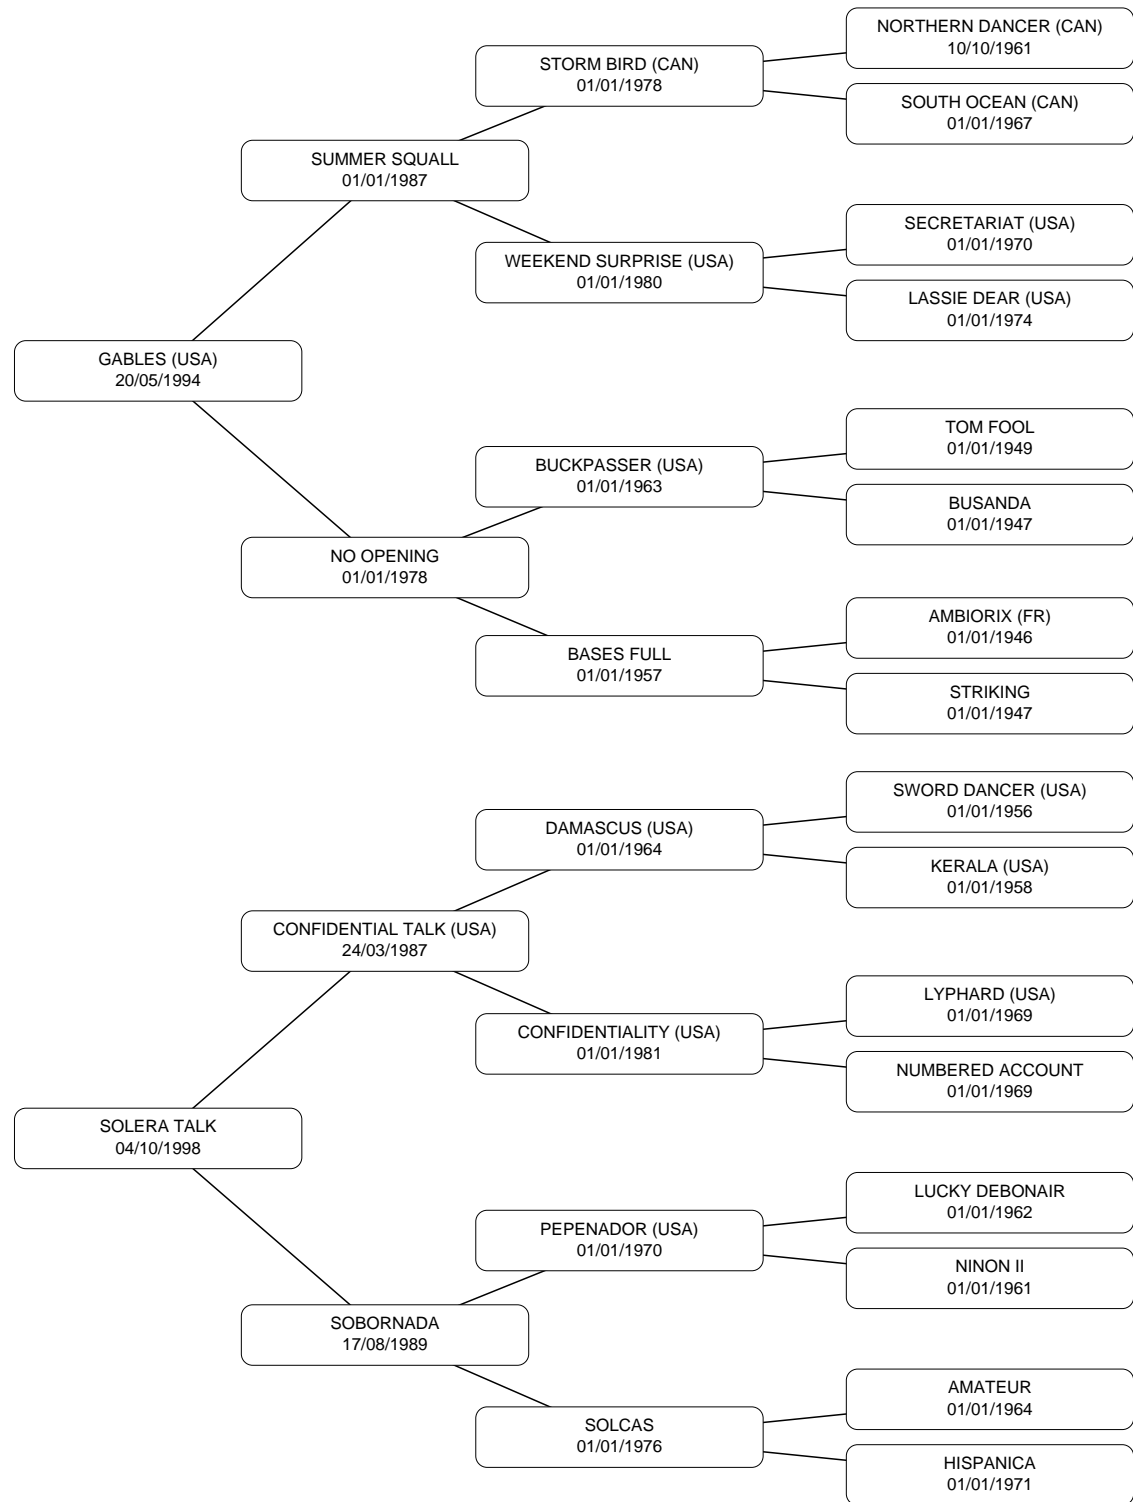 NORTHERN DANCER (CAN)
10/10/1961
STORM BIRD (CAN)
01/01/1978
SOUTH OCEAN (CAN)
01/01/1967
SUMMER SQUALL
01/01/1987
SECRETARIAT (USA)
01/01/1970
WEEKEND SURPRISE (USA)
01/01/1980
LASSIE DEAR (USA)
01/01/1974
GABLES (USA)
20/05/1994
TOM FOOL
01/01/1949
BUCKPASSER (USA)
01/01/1963
BUSANDA
01/01/1947
NO OPENING
01/01/1978
AMBIORIX (FR)
01/01/1946
BASES FULL
01/01/1957
STRIKING
01/01/1947
SWORD DANCER (USA)
01/01/1956
DAMASCUS (USA)
01/01/1964
KERALA (USA)
01/01/1958
CONFIDENTIAL TALK (USA)
24/03/1987
LYPHARD (USA)
01/01/1969
CONFIDENTIALITY (USA)
01/01/1981
NUMBERED ACCOUNT
01/01/1969
SOLERA TALK
04/10/1998
LUCKY DEBONAIR
01/01/1962
PEPENADOR (USA)
01/01/1970
NINON II
01/01/1961
SOBORNADA
17/08/1989
AMATEUR
01/01/1964
SOLCAS
01/01/1976
HISPANICA
01/01/1971